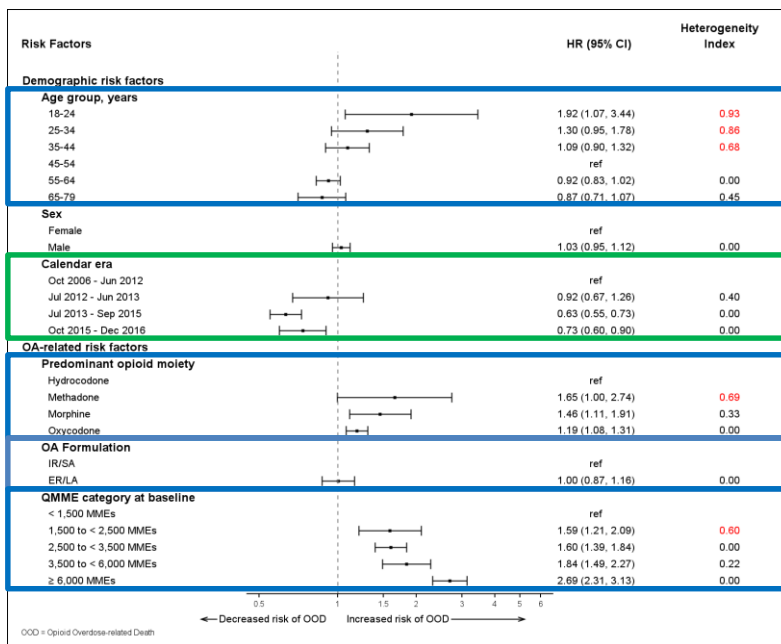 Risk Factors HR (95% CI) Heterogeneity Index
Demographic risk factors
Age group, years
18-24 1.92 (1.07, 3.44) 0.93
25-34 1.30 (0.95, 1.78) 0.86
35-44 1.09 (0.90, 1.32) 0.68
45-54 ref
55-64 0.92 (0.83, 1.02) 0.00
65-79 0.87 (0.71, 1.07) 0.45
Sex
Female ref
Male 1.03 (0.95, 1.12) 0.00
Calendar era
Oct 2006 - Jun 2012 ref
Jul 2012 - Jun 2013 0.92 (0.67, 1.26) 0.40
Jul 2013 - Sep 2015 0.63 (0.55, 0.73) 0.00
Oct 2015 - Dec 2016 0.73 (0.60, 0.90) 0.00
OA-related risk factors
Predominant opioid moiety
Hydrocodone ref
Methadone 1.65 (1.00, 2.74) 0.69
Morphine 1.46 (1.11, 1.91) 0.33
Oxycodone 1.19 (1.08, 1.31) 0.00
OA Formulation
IR/SA ref
ER/LA 1.00 (0.87, 1.16) 0.00
QMME category at baseline
< 1,500 MMEs ref
1,500 to < 2,500 MMEs 1.59 (1.21, 2.09) 0.60
2,500 to < 3,500 MMEs 1.60 (1.39, 1.84) 0.00
3,500 to < 6,000 MMEs 1.84 (1.49, 2.27) 0.22
≥ 6,000 MMEs 2.69 (2.31, 3.13) 0.00
0.5 1 2 3 4 5 6
Decreased risk of OOD Increased risk of OOD
OOD = Opioid Overdose-related Death